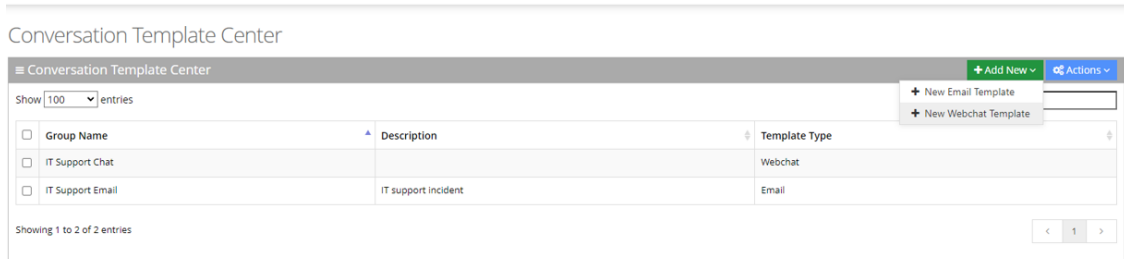 Conversation Template Center
Conversation Template Center
Add New
Actions
Show 100 entries
New Email Template
New Webchat Template
Group Name Description Template Type
IT Support Chat Webchat
IT Support Email IT support incident Email
Showing 1 to 2 of 2 entries
< 1 >